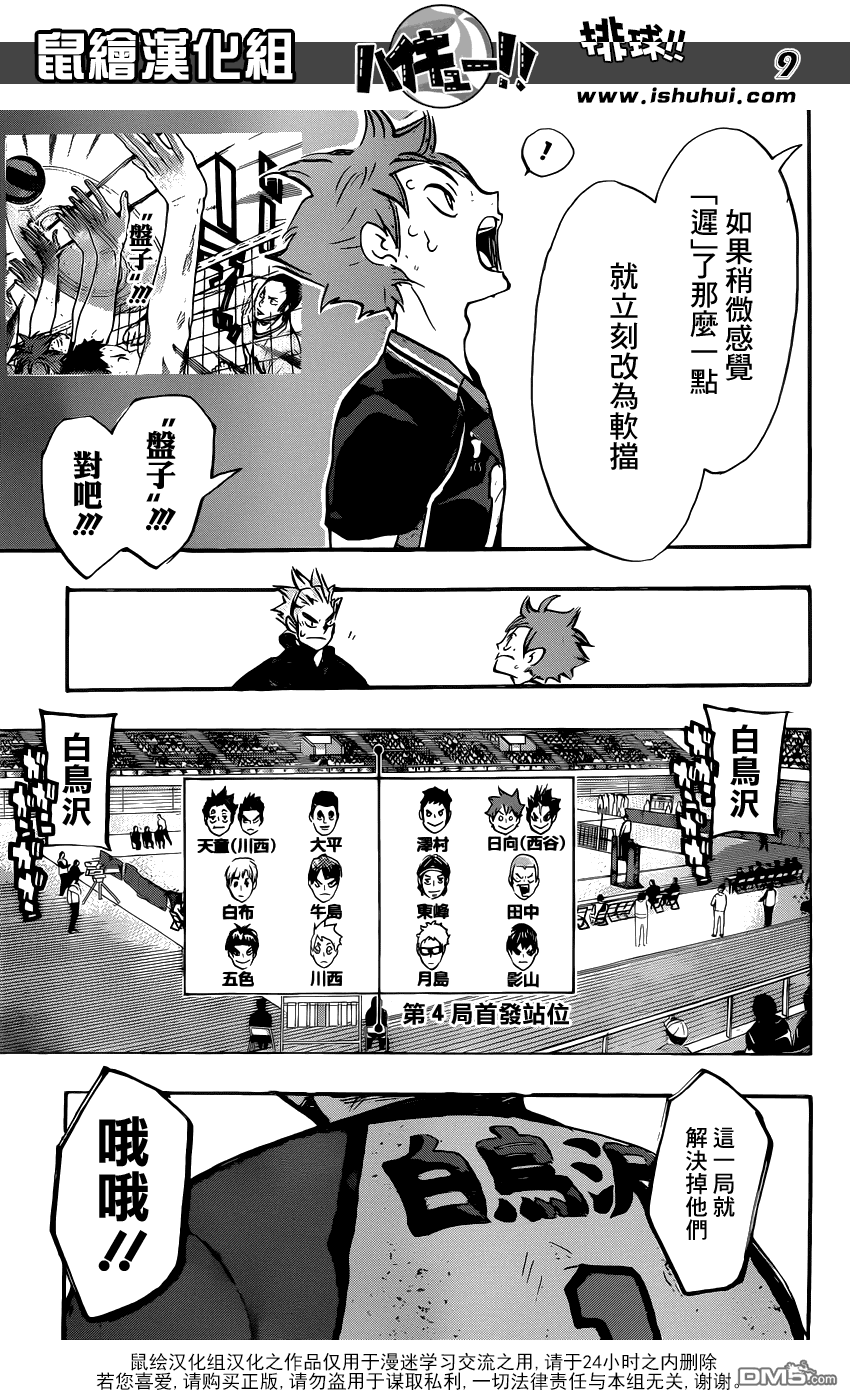 鼠繪漢化組
ハイキュー!!
排球!!
9
www.ishuhui.com
!
如果稍微感覺
「遲」了那麼一點
就立刻改為軟擋
“盤子”!!!
“盤子”!!!
對吧!!!
白鳥沢
白鳥沢
天童(川西)
大平
澤村
日向(西谷)
白布
牛島
東峰
田中
五色
川西
月島
影山
第4局首發站位
這一局就
解決掉他們
白鳥沢
1
哦
哦!!
鼠绘汉化组汉化之作品仅用于漫迷学习交流之用, 请于24小时之内删除
若您喜爱, 请购买正版, 请勿盗用于谋取私利, 一切法律责任与本组无关, 谢谢。
DM5.com